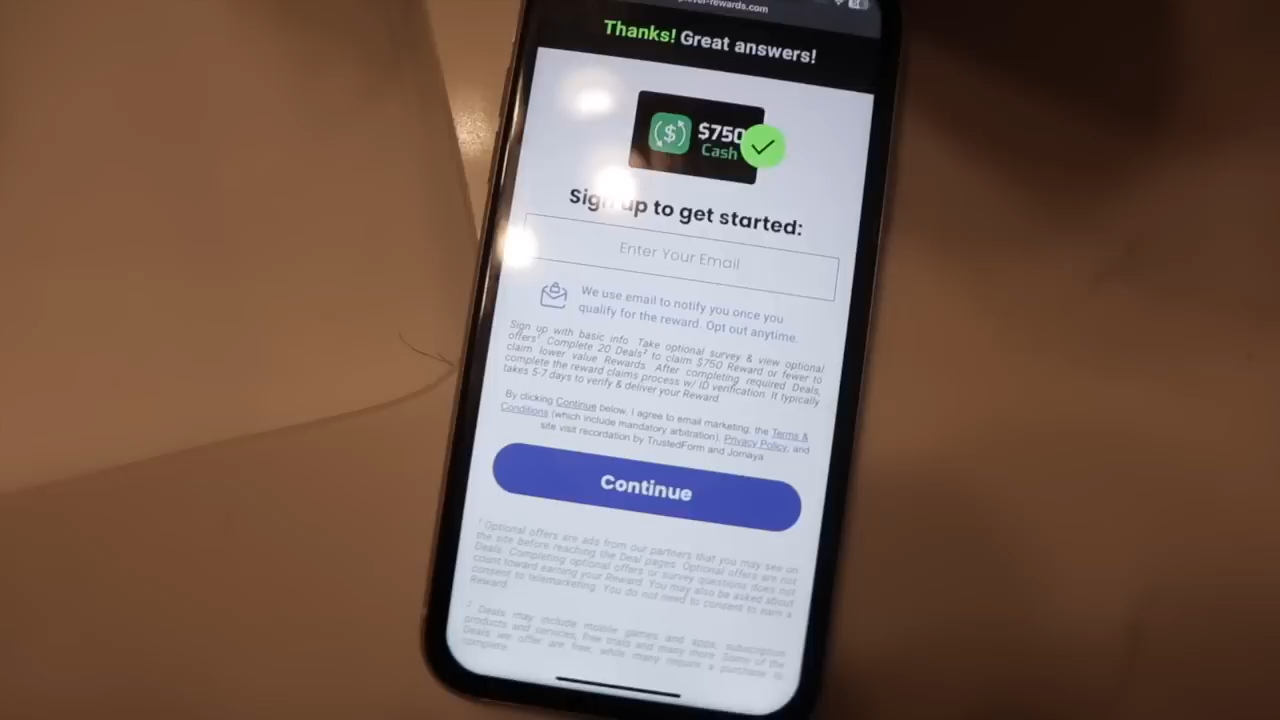 -rewards.com
Thanks! Great answers!
$750
Cash
Sign up to get started:
Enter Your Email
We use email to notify you once you
qualify for the reward. Opt out anytime.
Sign up with basic info. Take optional survey & view optional
offers¹. Complete 20 Deals² to claim $750 Reward or fewer to
claim lower value Rewards. After completing required Deals,
complete the reward claims process w/ ID verification. It typically
takes 5-7 days to verify & deliver your Reward.
By clicking Continue below, I agree to email marketing, the Terms &
Conditions (which include mandatory arbitration), Privacy Policy, and
site visit recordation by TrustedForm and Jornaya
Continue
¹ Optional offers are ads from our partners that you may see on
the site before reaching the Deal pages. Optional offers are not
Deals. Completing optional offers or survey questions does not
count toward earning your Reward. You may also be asked about
consent to telemarketing. You do not need to consent to earn a
Reward.
² Deals may include mobile games and apps, subscription
products and services, free trials and many more. Some of the
Deals we offer are free, while many require a purchase to
complete.